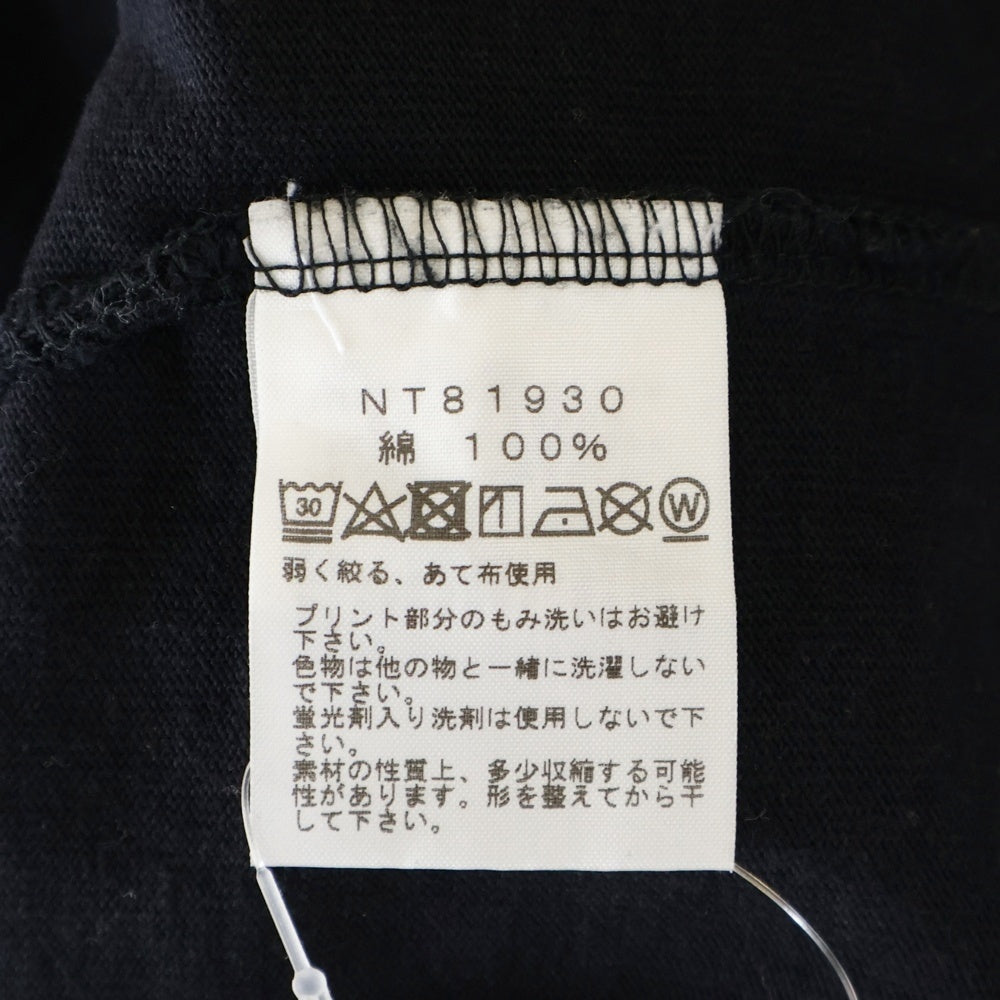 NT81930
綿 100%
30 W
弱く絞る、あて布使用
プリント部分のもみ洗いはお避け
下さい。
色物は他の物と一緒に洗濯しない
で下さい。
蛍光剤入り洗剤は使用しないで下
さい。
素材の性質上、多少収縮する可能
性があります。形を整えてから干
して下さい。